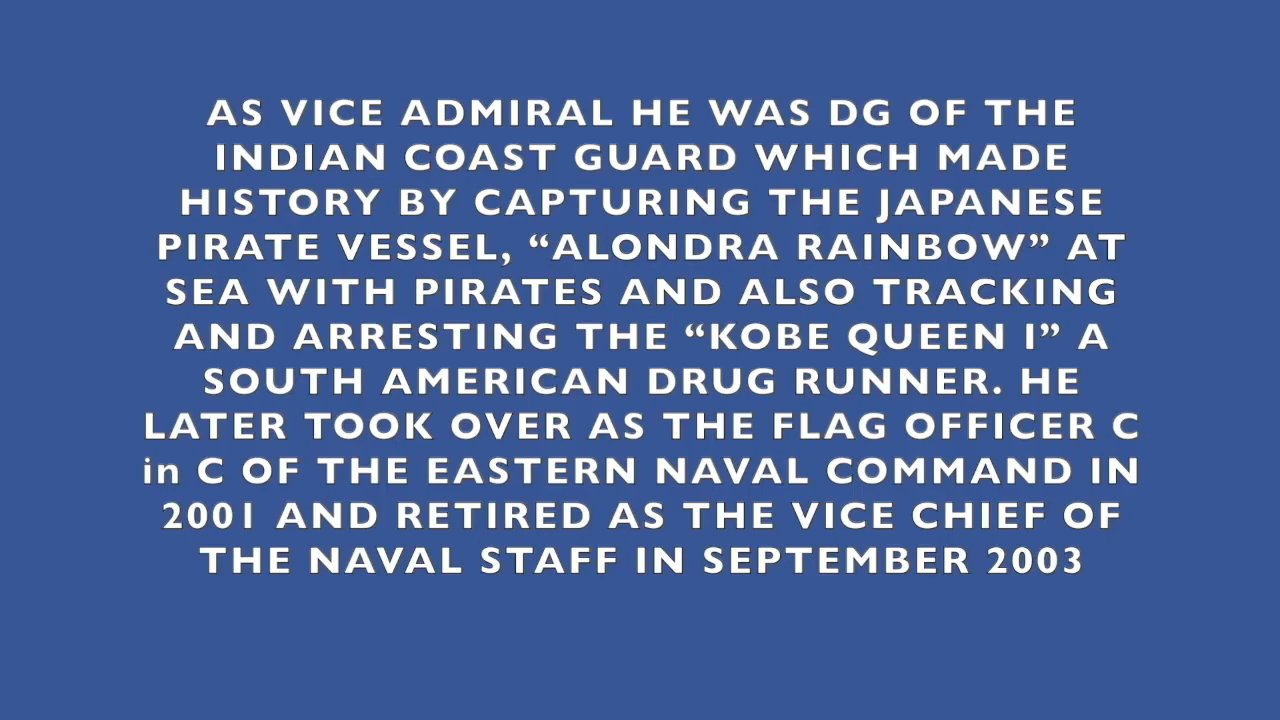 AS VICE ADMIRAL HE WAS DG OF THE
INDIAN COAST GUARD WHICH MADE
HISTORY BY CAPTURING THE JAPANESE
PIRATE VESSEL, “ALONDRA RAINBOW” AT
SEA WITH PIRATES AND ALSO TRACKING
AND ARRESTING THE “KOBE QUEEN I” A
SOUTH AMERICAN DRUG RUNNER. HE
LATER TOOK OVER AS THE FLAG OFFICER C
in C OF THE EASTERN NAVAL COMMAND IN
2001 AND RETIRED AS THE VICE CHIEF OF
THE NAVAL STAFF IN SEPTEMBER 2003